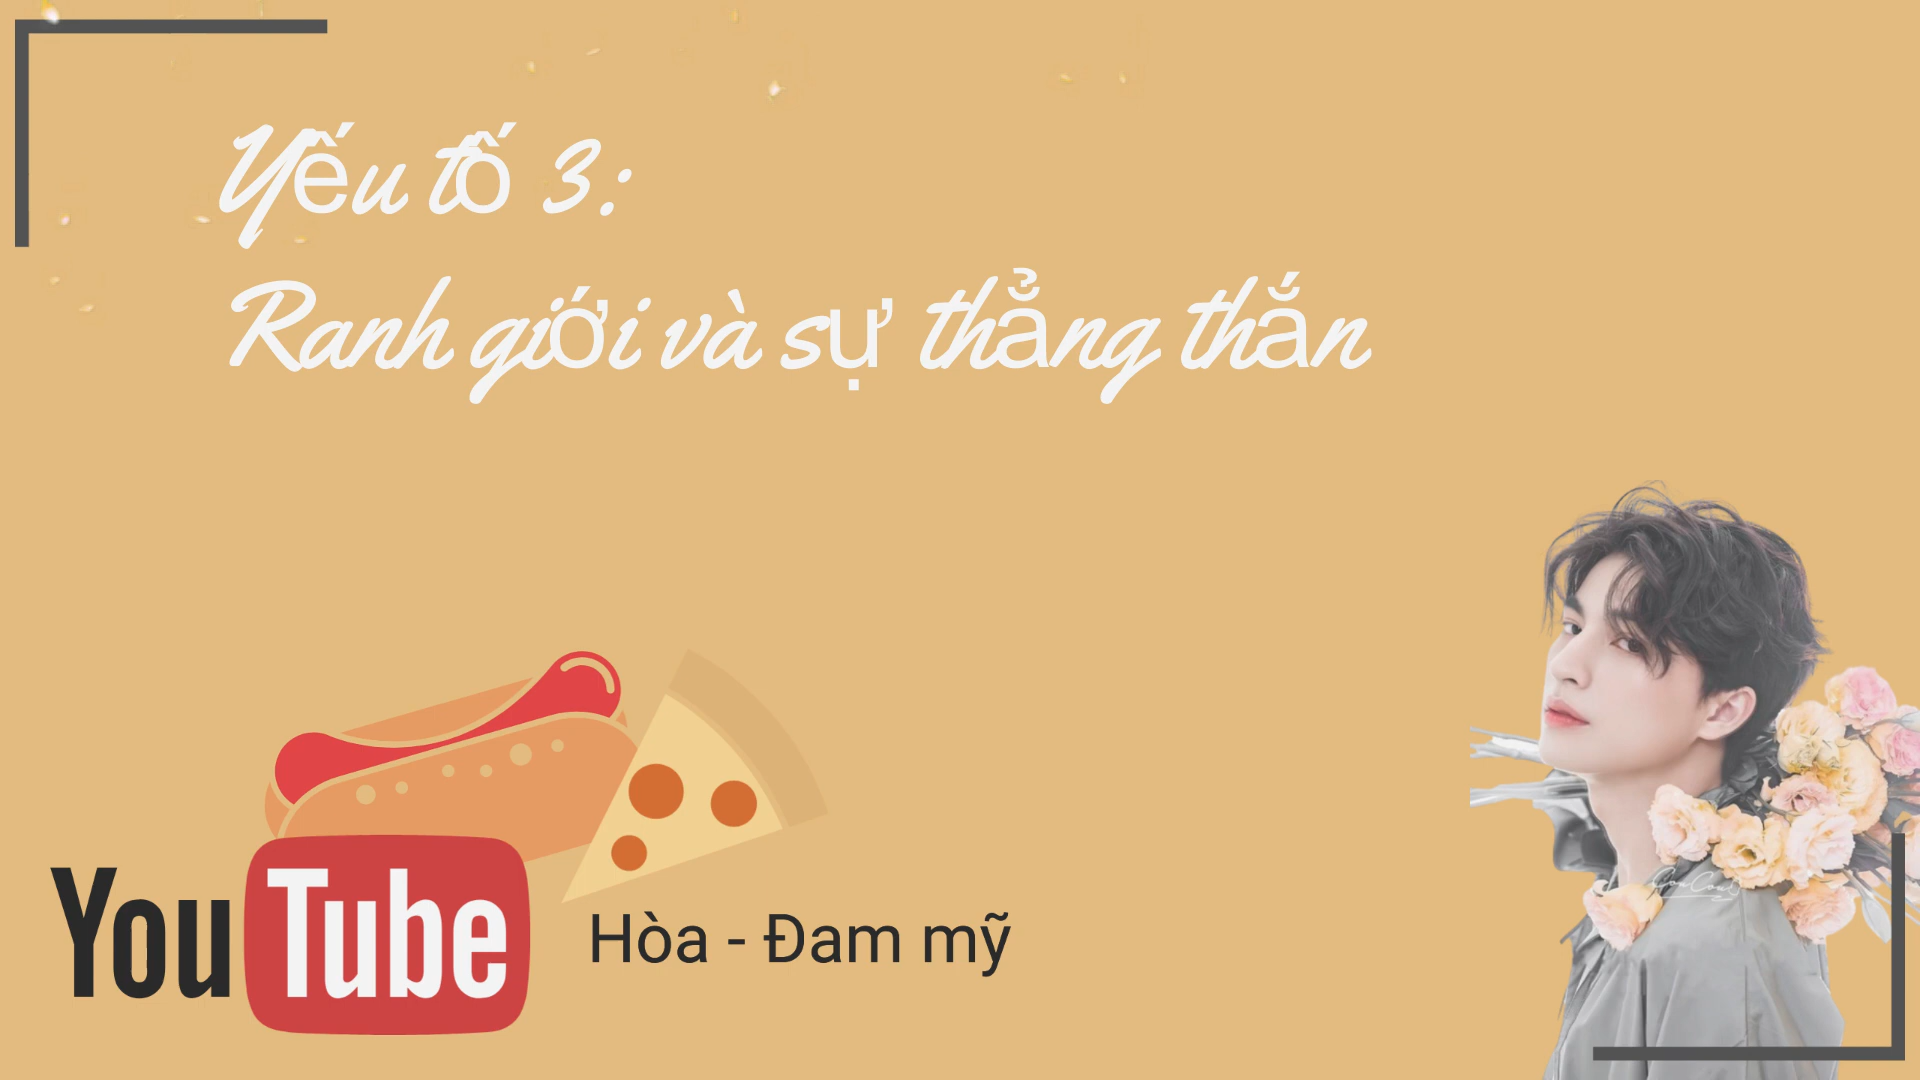 Yếu tố 3:
Ranh giới và sự thẳng thắn
YouTube
Hòa - Đam mỹ